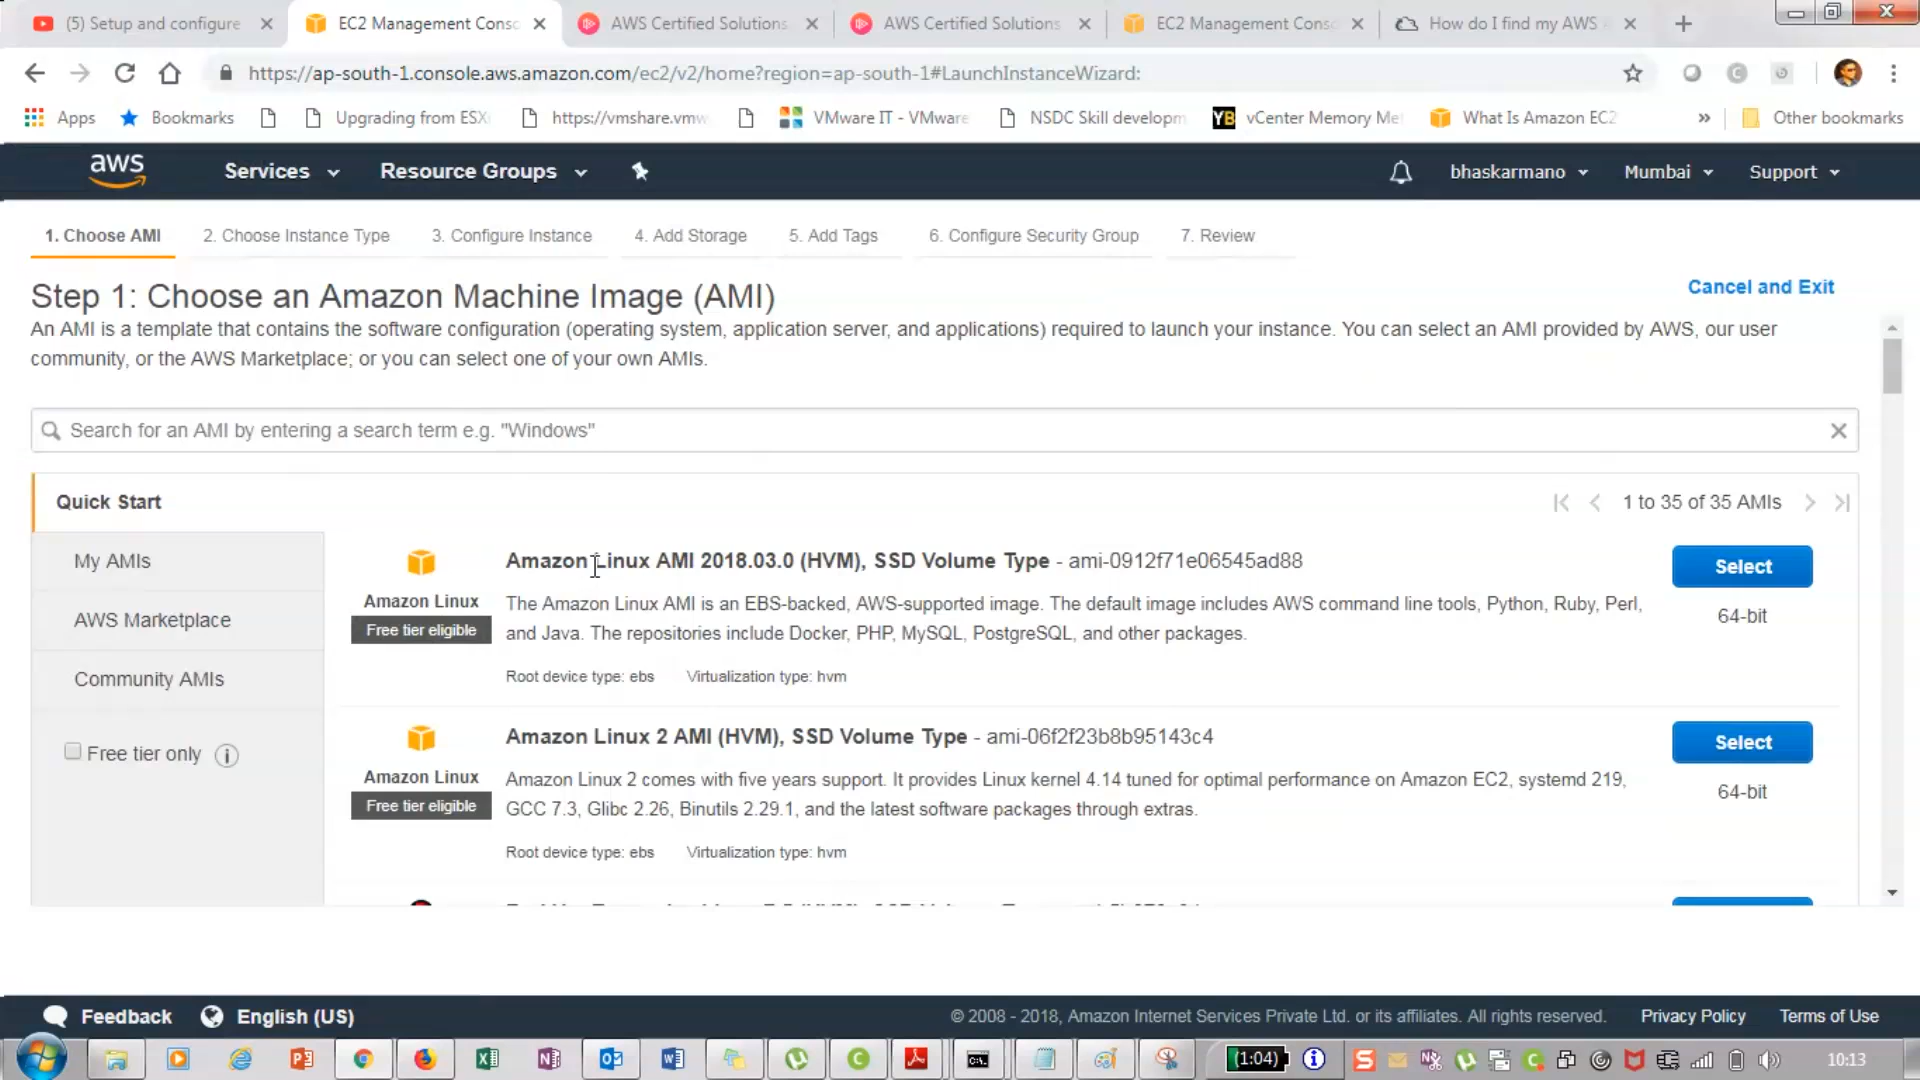 (5) Setup and configure
EC2 Management Conso
AWS Certified Solutions
AWS Certified Solutions
EC2 Management Cons
How do I find my AWS
https://ap-south-1.console.aws.amazon.com/ec2/v2/home?region=ap-south-1#LaunchInstanceWizard:
Apps
Bookmarks
Upgrading from ESX
https://vmshare.vmw
VMware IT - VMware
NSDC Skill developm
YB
vCenter Memory Me
What Is Amazon EC2
»
Other bookmarks
aws
Services
Resource Groups
bhaskarmano
Mumbai
Support
1. Choose AMI
2. Choose Instance Type
3. Configure Instance
4. Add Storage
5. Add Tags
6. Configure Security Group
7. Review
Step 1: Choose an Amazon Machine Image (AMI)
Cancel and Exit
An AMI is a template that contains the software configuration (operating system, application server, and applications) required to launch your instance. You can select an AMI provided by AWS, our user
community, or the AWS Marketplace; or you can select one of your own AMIs.
Search for an AMI by entering a search term e.g. "Windows"
Quick Start
1 to 35 of 35 AMIs
My AMIs
AWS Marketplace
Community AMIs
Free tier only
Amazon Linux
Free tier eligible
Amazon Linux AMI 2018.03.0 (HVM), SSD Volume Type - ami-0912f71e06545ad88
The Amazon Linux AMI is an EBS-backed, AWS-supported image. The default image includes AWS command line tools, Python, Ruby, Perl,
and Java. The repositories include Docker, PHP, MySQL, PostgreSQL, and other packages.
Root device type: ebs
Virtualization type: hvm
Select
64-bit
Amazon Linux
Free tier eligible
Amazon Linux 2 AMI (HVM), SSD Volume Type - ami-06f2f23b8b95143c4
Amazon Linux 2 comes with five years support. It provides Linux kernel 4.14 tuned for optimal performance on Amazon EC2, systemd 219,
GCC 7.3, Glibc 2.26, Binutils 2.29.1, and the latest software packages through extras.
Root device type: ebs
Virtualization type: hvm
Select
64-bit
Feedback
English (US)
© 2008 - 2018, Amazon Internet Services Private Ltd. or its affiliates. All rights reserved.
Privacy Policy
Terms of Use
(1:04)
10:13